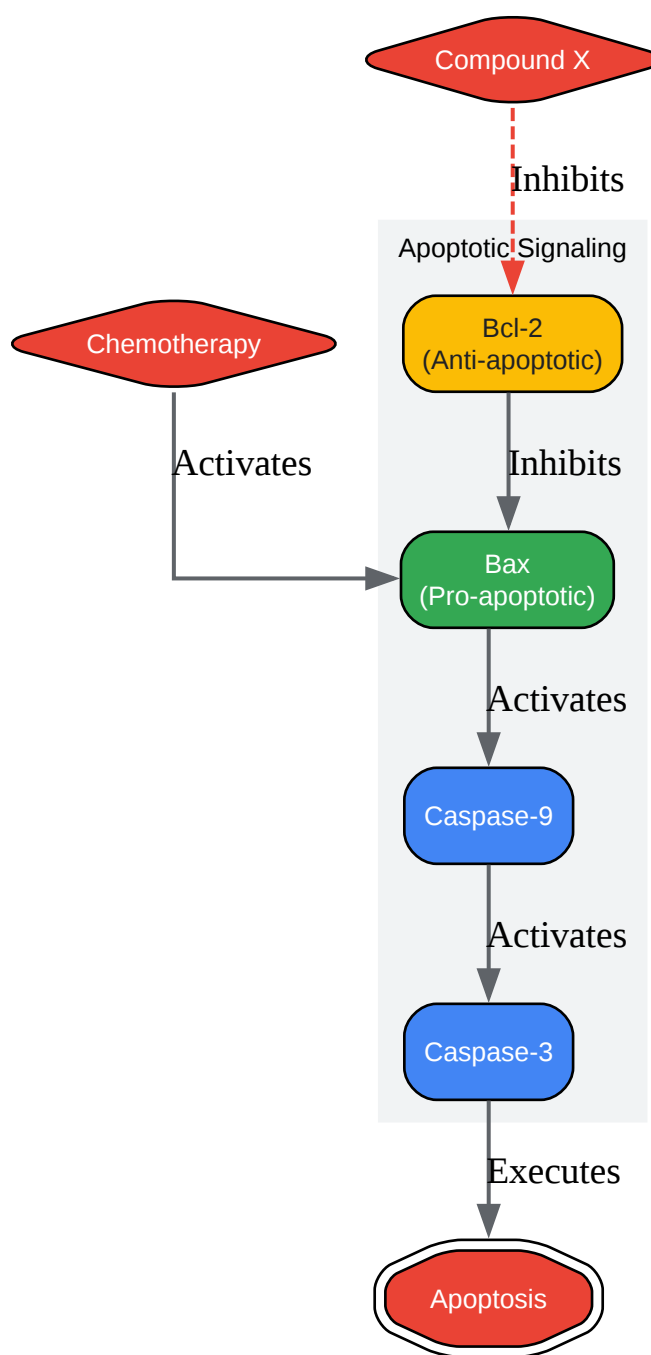 Compound X
Inhibits
Apoptotic Signaling
Chemotherapy
Bcl-2
(Anti-apoptotic)
Activates
Inhibits
Bax
(Pro-apoptotic)
Activates
Caspase-9
Activates
Caspase-3
Executes
Apoptosis